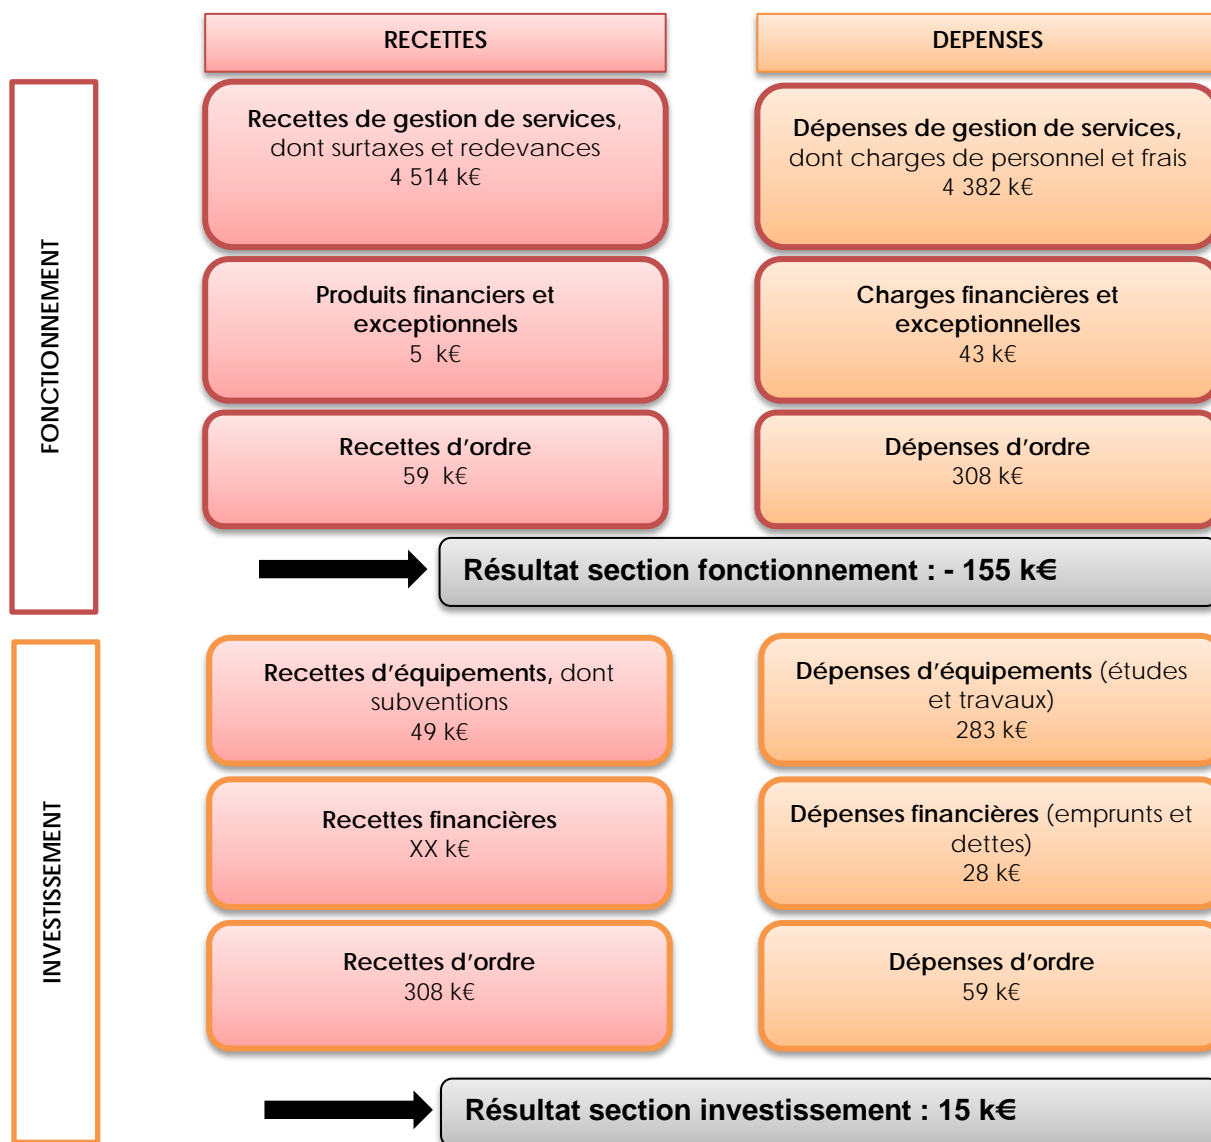 RECETTES
DEPENSES
FONCTIONNEMENT
Recettes de gestion de services,
dont surtaxes et redevances
4 514 k€
Dépenses de gestion de services,
dont charges de personnel et frais
4 382 k€
Produits financiers et
exceptionnels
5 k€
Charges financières et
exceptionnelles
43 k€
Recettes d’ordre
59 k€
Dépenses d’ordre
308 k€
Résultat section fonctionnement : - 155 k€
INVESTISSEMENT
Recettes d’équipements, dont
subventions
49 k€
Dépenses d’équipements (études
et travaux)
283 k€
Recettes financières
XX k€
Dépenses financières (emprunts et
dettes)
28 k€
Recettes d’ordre
308 k€
Dépenses d’ordre
59 k€
Résultat section investissement : 15 k€